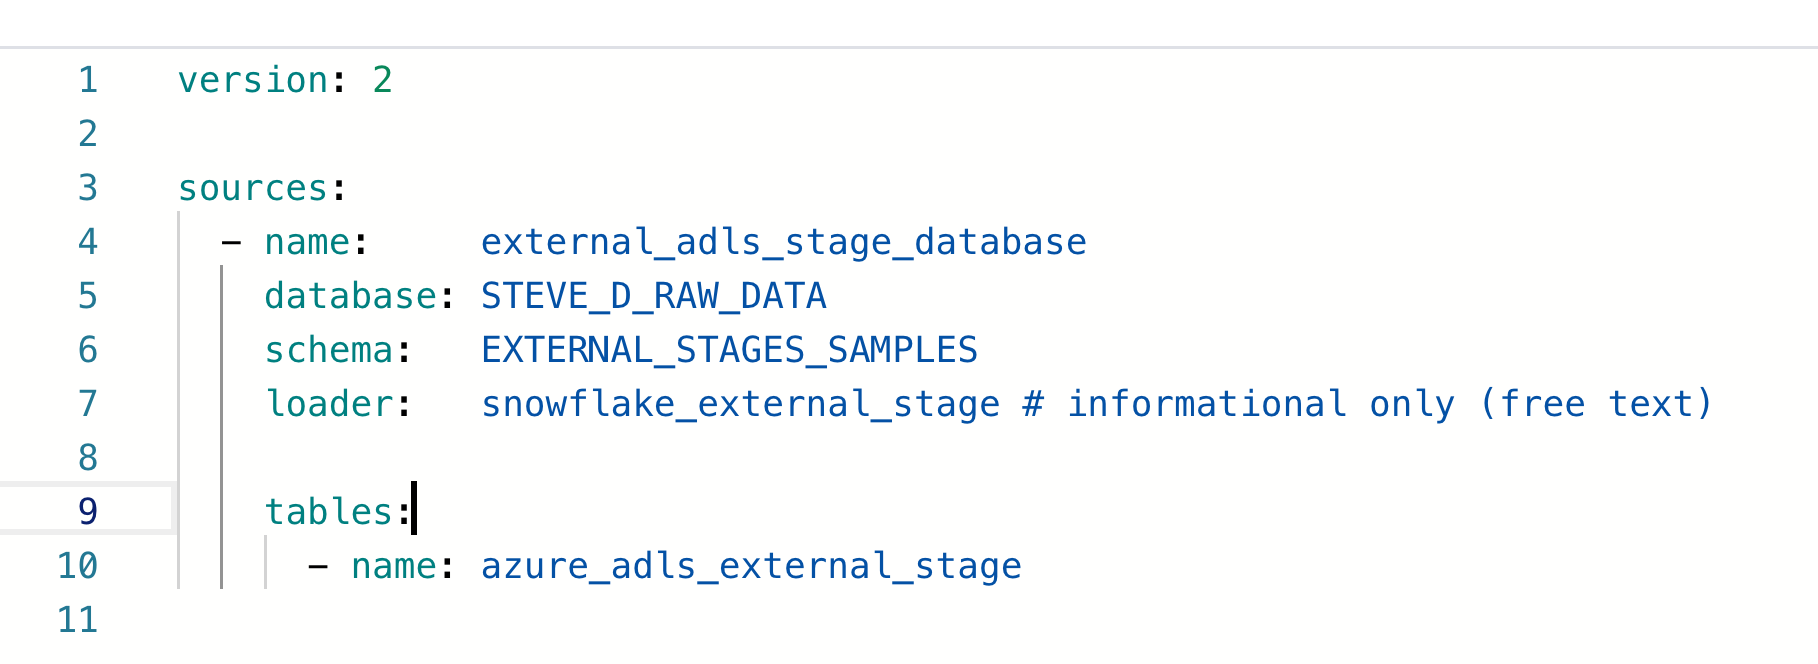 1 version: 2
2
3 sources:
4   - name:     external_adls_stage_database
5     database: STEVE_D_RAW_DATA
6     schema:   EXTERNAL_STAGES_SAMPLES
7     loader:   snowflake_external_stage # informational only (free text)
8
9     tables:
10       - name: azure_adls_external_stage
11